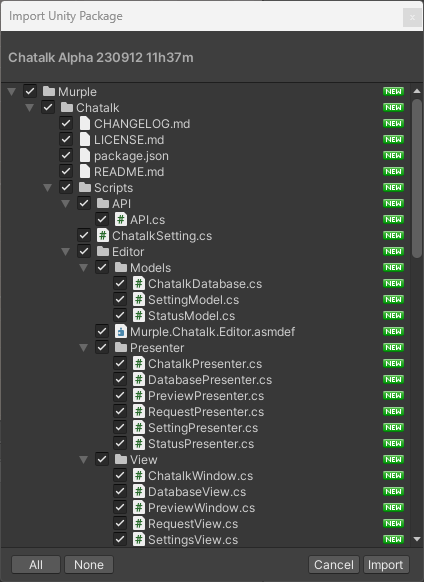 Import Unity Package
x
Chatalk Alpha 230912 11h37m
Murple NEW
Chatalk NEW
CHANGELOG.md NEW
LICENSE.md NEW
package.json NEW
README.md NEW
Scripts NEW
API NEW
# API.cs NEW
# ChatalkSetting.cs NEW
Editor NEW
Models NEW
# ChatalkDatabase.cs NEW
# SettingModel.cs NEW
# StatusModel.cs NEW
Murple.Chatalk.Editor.asmdef NEW
Presenter NEW
# ChatalkPresenter.cs NEW
# DatabasePresenter.cs NEW
# PreviewPresenter.cs NEW
# RequestPresenter.cs NEW
# SettingPresenter.cs NEW
# StatusPresenter.cs NEW
View NEW
# ChatalkWindow.cs NEW
# DatabaseView.cs NEW
# PreviewWindow.cs NEW
# RequestView.cs NEW
# SettingsView.cs NEW
All None Cancel Import